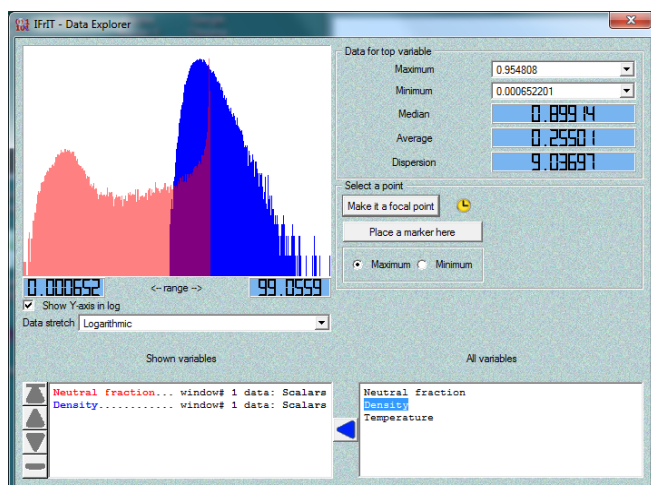 IFrIT - Data Explorer
Data for top variable
Maximum
0.954808
Minimum
0.000652201
Median
0.89914
Average
0.25501
Dispersion
9.03697
Select a point
Make it a focal point
Place a marker here
Maximum
Minimum
0.000652
<-- range -->
99.0559
Show Y-axis in log
Data stretch
Logarithmic
Shown variables
Neutral fraction... window# 1 data: Scalars
Density............ window# 1 data: Scalars
All variables
Neutral fraction
Density
Temperature